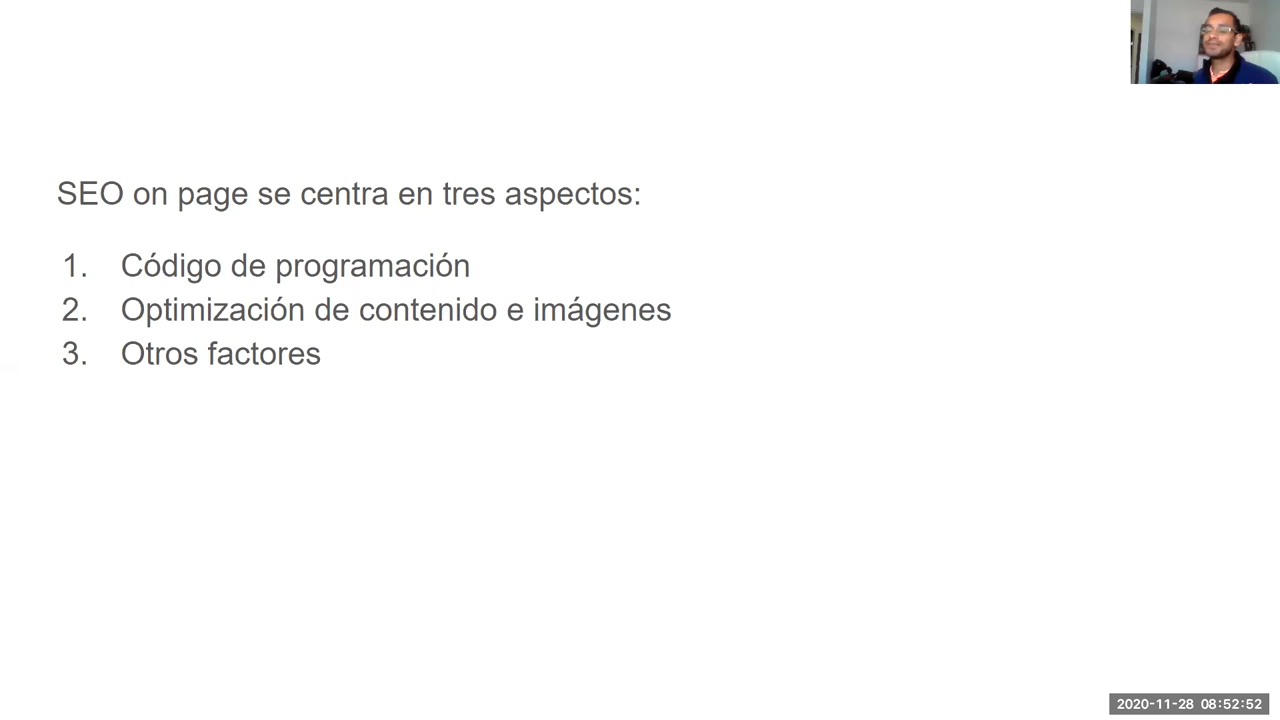 SEO on page se centra en tres aspectos:
1. Código de programación
2. Optimización de contenido e imágenes
3. Otros factores
2020-11-28 08:52:52